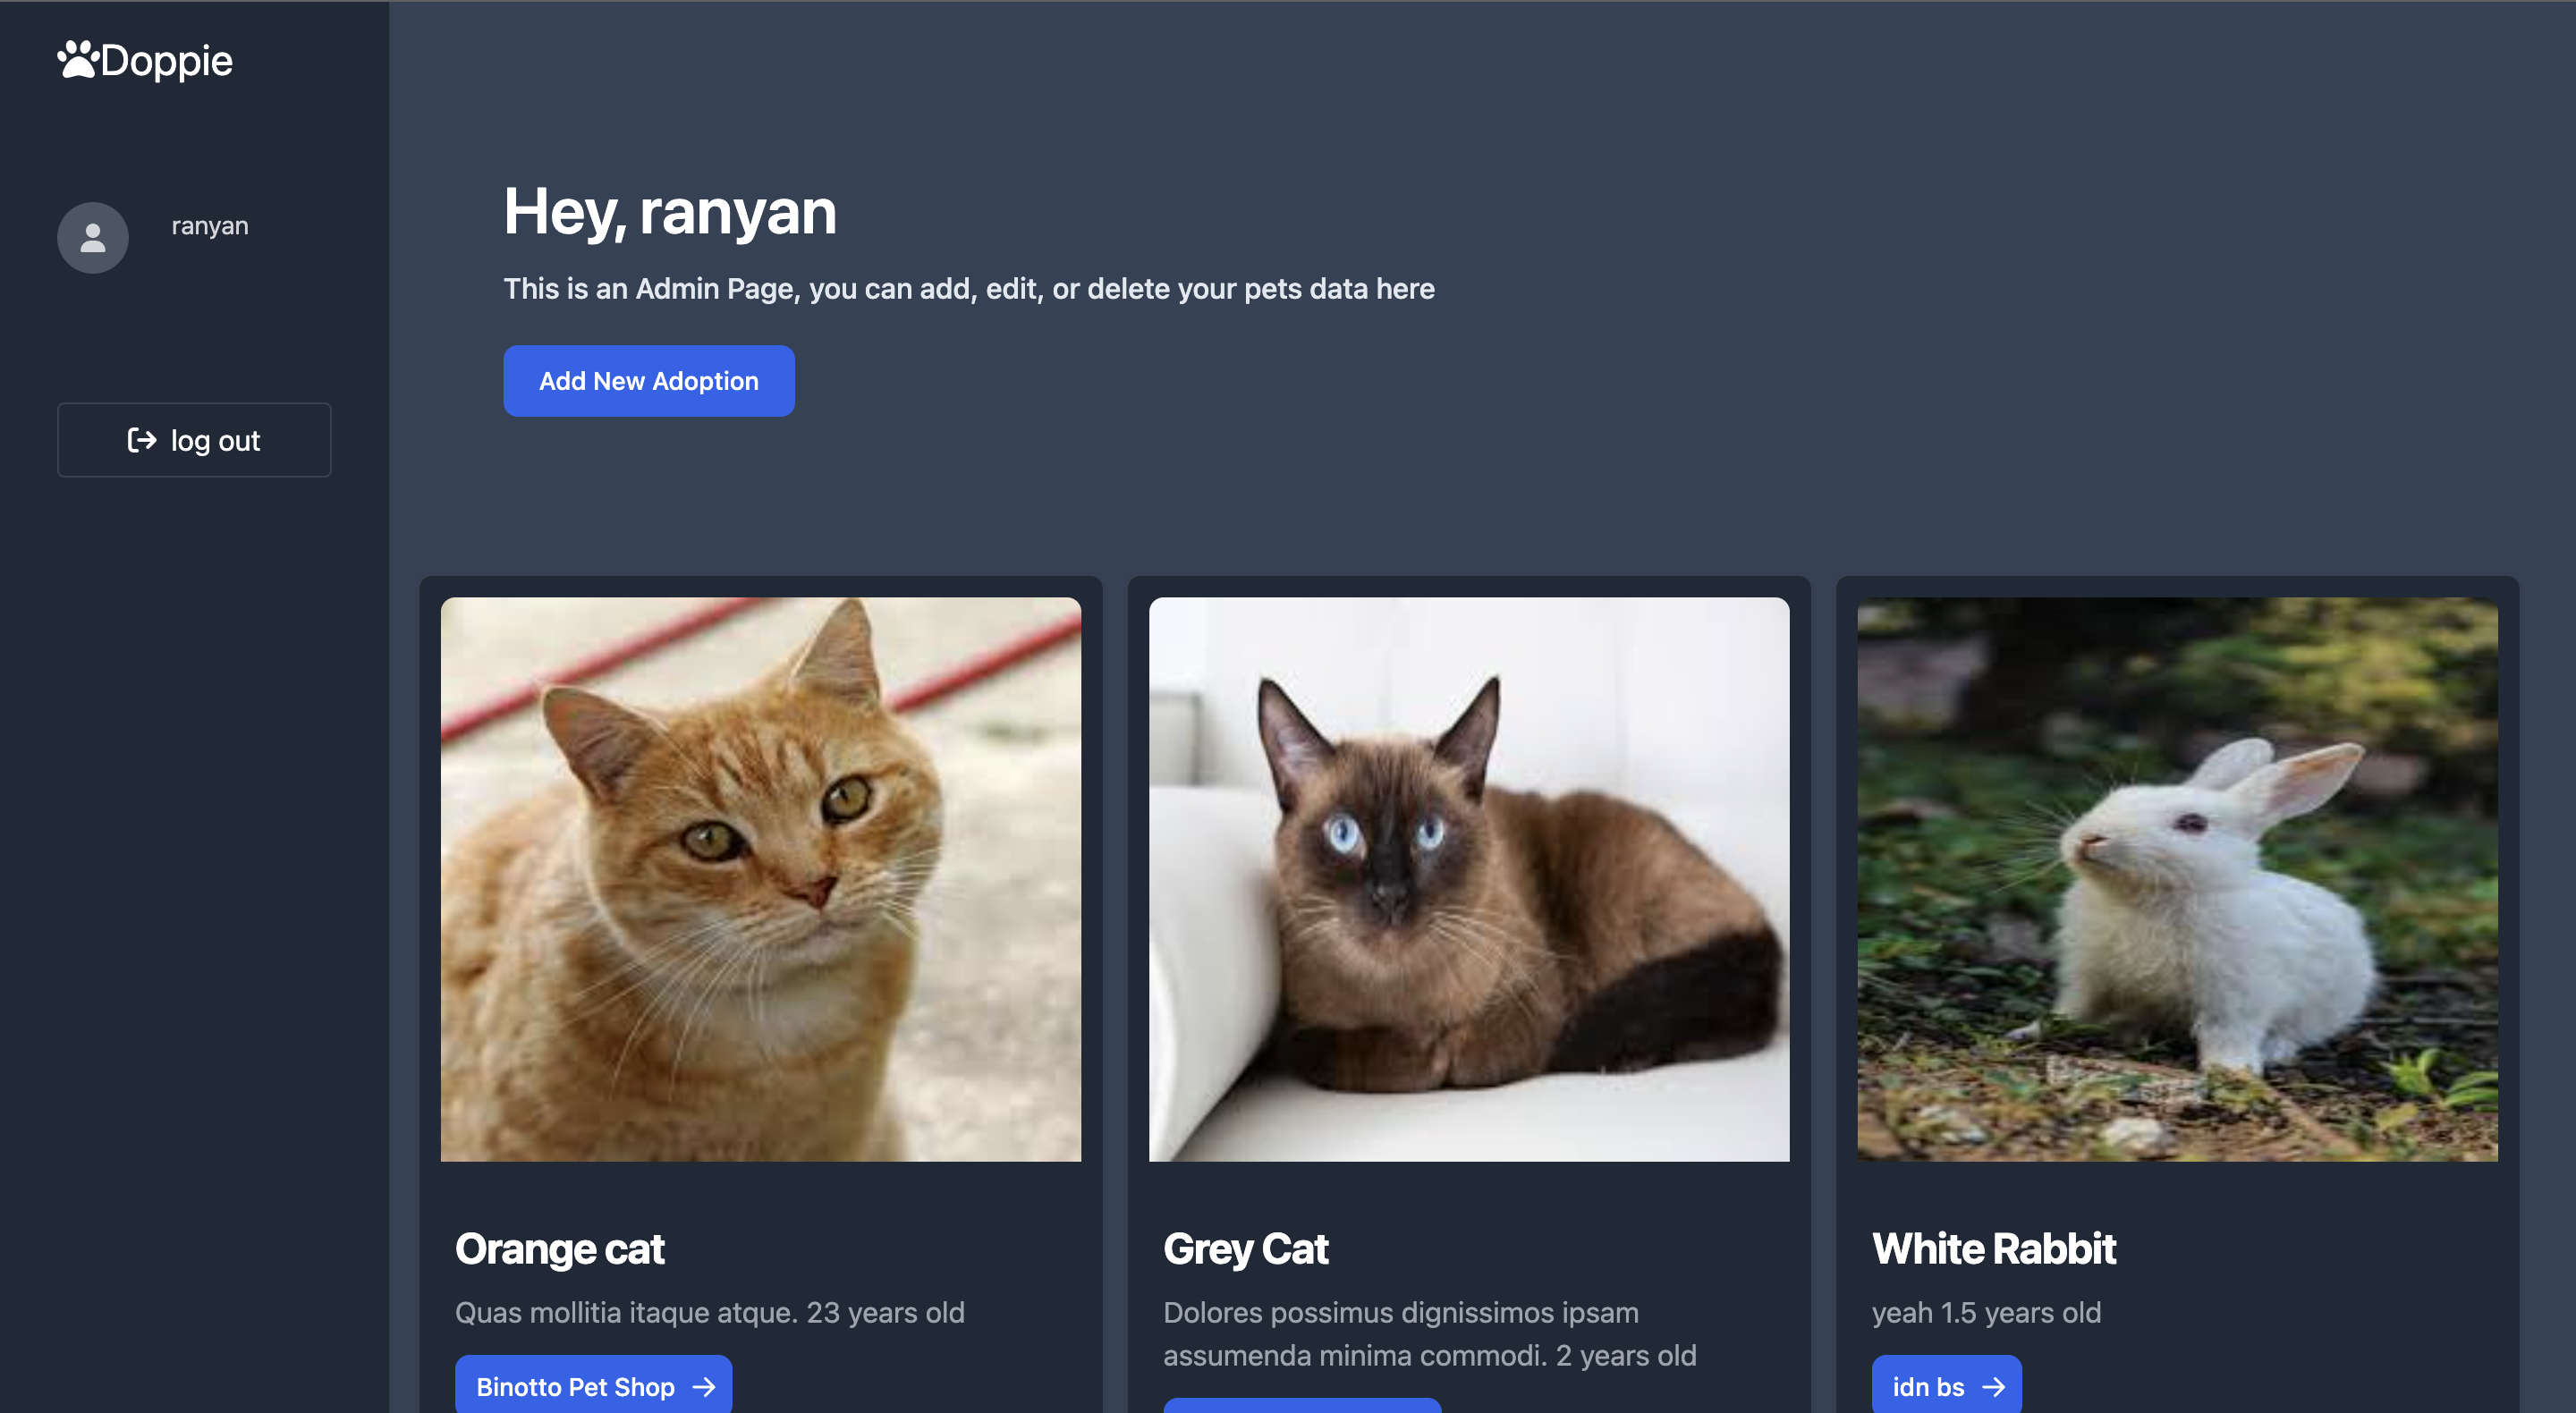 Doppie
ranyan
log out
Hey, ranyan
This is an Admin Page, you can add, edit, or delete your pets data here
Add New Adoption
Orange cat
Quas mollitia itaque atque. 23 years old
Binotto Pet Shop
Grey Cat
Dolores possimus dignissimos ipsam
assumenda minima commodi. 2 years old
White Rabbit
yeah 1.5 years old
idn bs